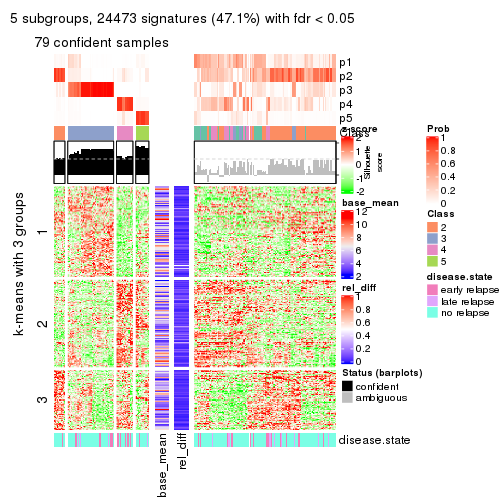 5 subgroups, 24473 signatures (47.1%) with fdr < 0.05
79 confident samples
p1
p2
p3
p4
p5
Class
Silhouette
score
k-means with 3 groups
1
2
3
base_mean
rel_diff
disease.state
z-score
2
1
0
-1
-2
base_mean
12
10
8
6
4
2
rel_diff
1
0.8
0.6
0.4
0.2
0
Status (barplots)
confident
ambiguous
Prob
1
0.8
0.6
0.4
0.2
0
Class
2
3
4
5
disease.state
early relapse
late relapse
no relapse